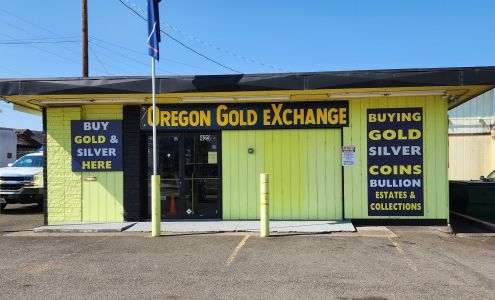 OREGON GOLD EXCHANGE
BUY
GOLD &
SILVER
HERE
BUYING
GOLD
SILVER
COINS
BULLION
ESTATES &
COLLECTIONS